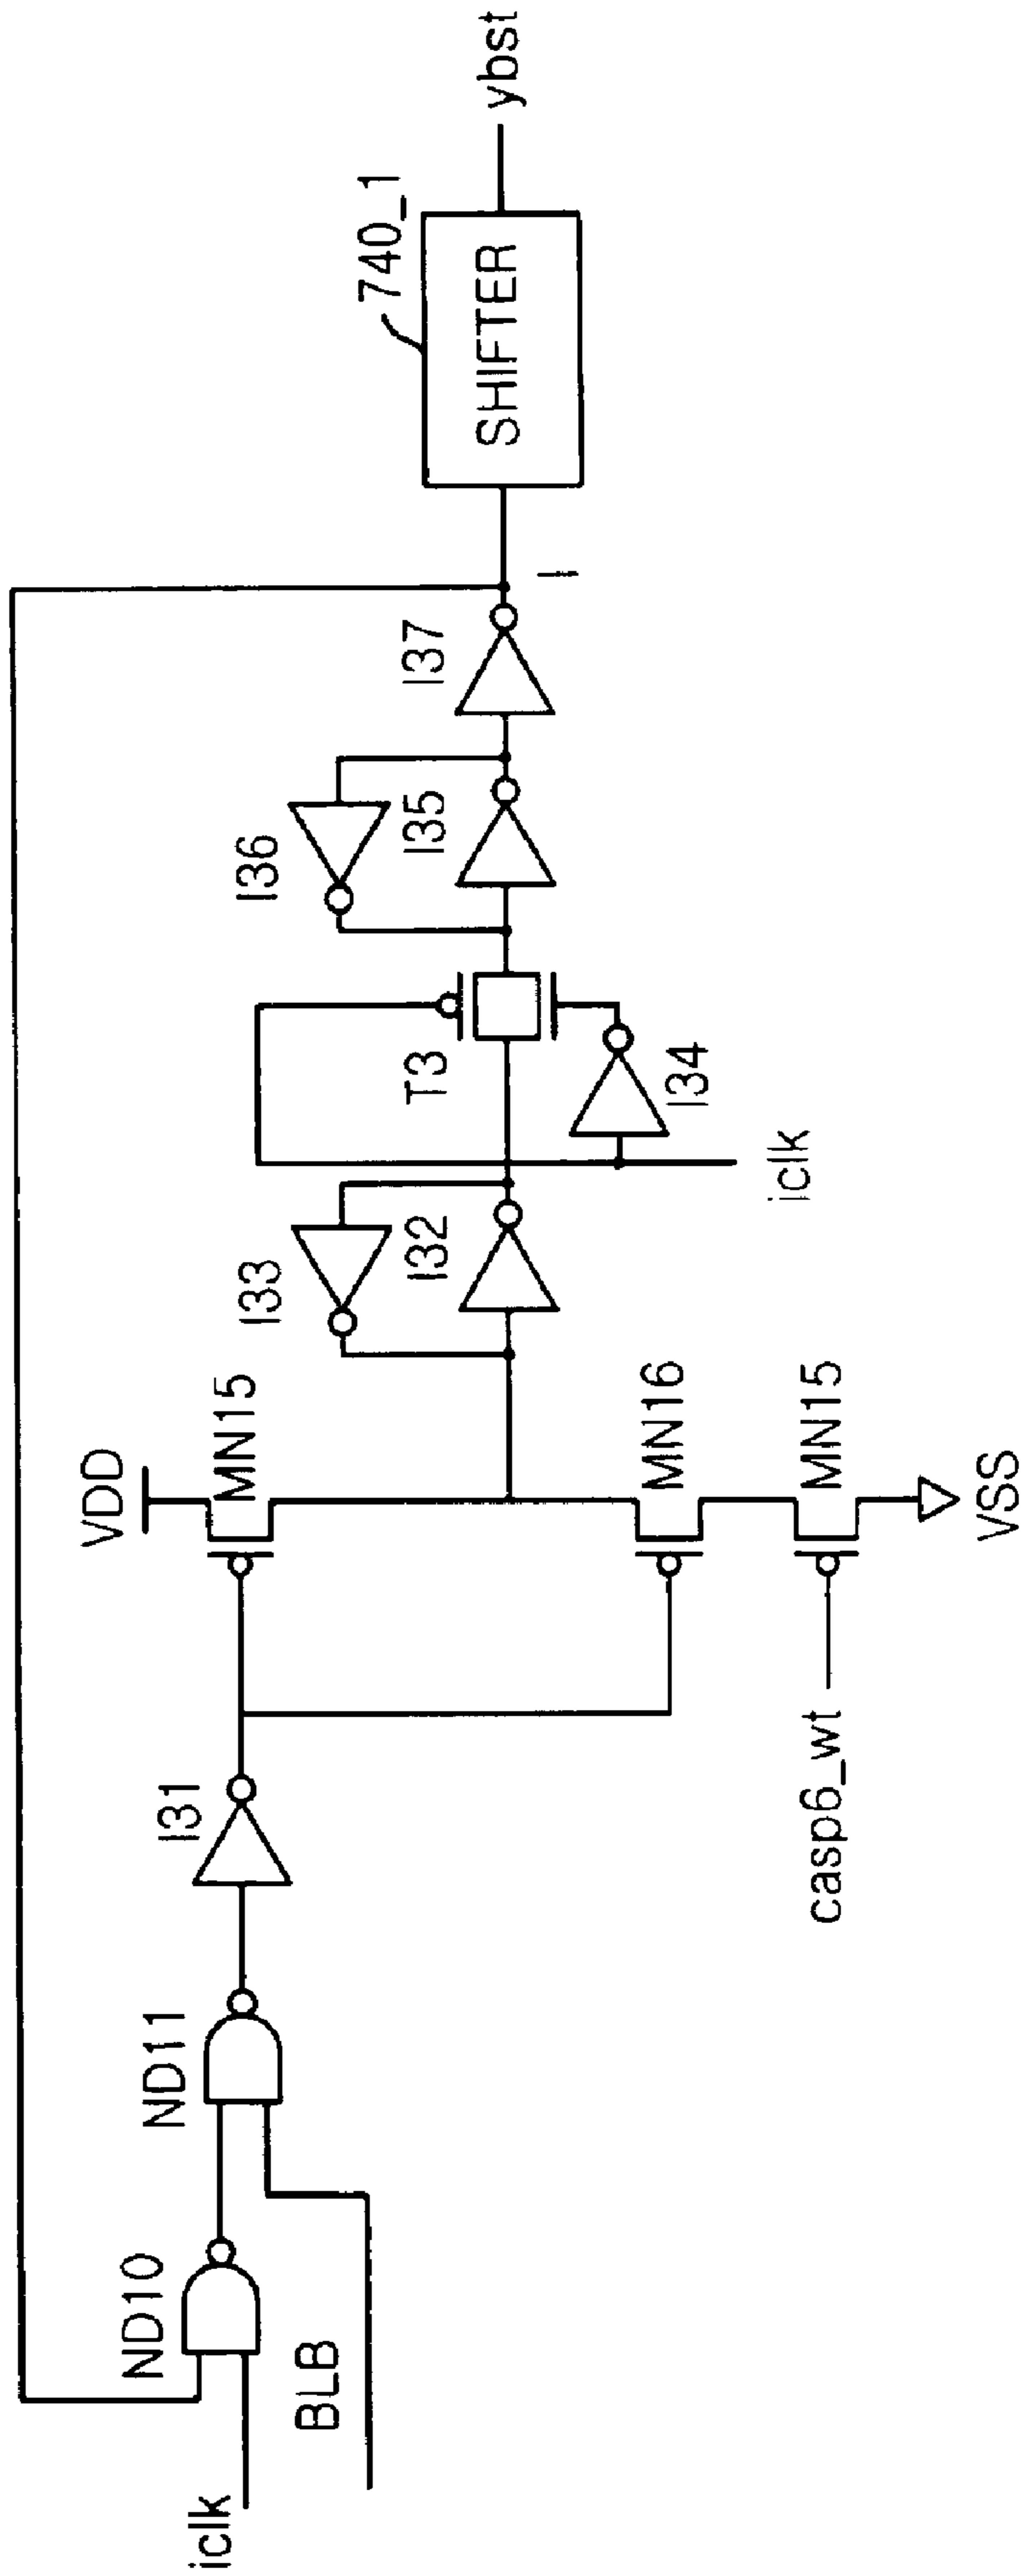 iclk
BLB
ND10
ND11
I31
casp6_wt
VDD
MN15
MN16
MN15
VSS
I33
I32
T3
iclk
I34
I36
I35
I37
I
740_1
SHIFTER
ybst